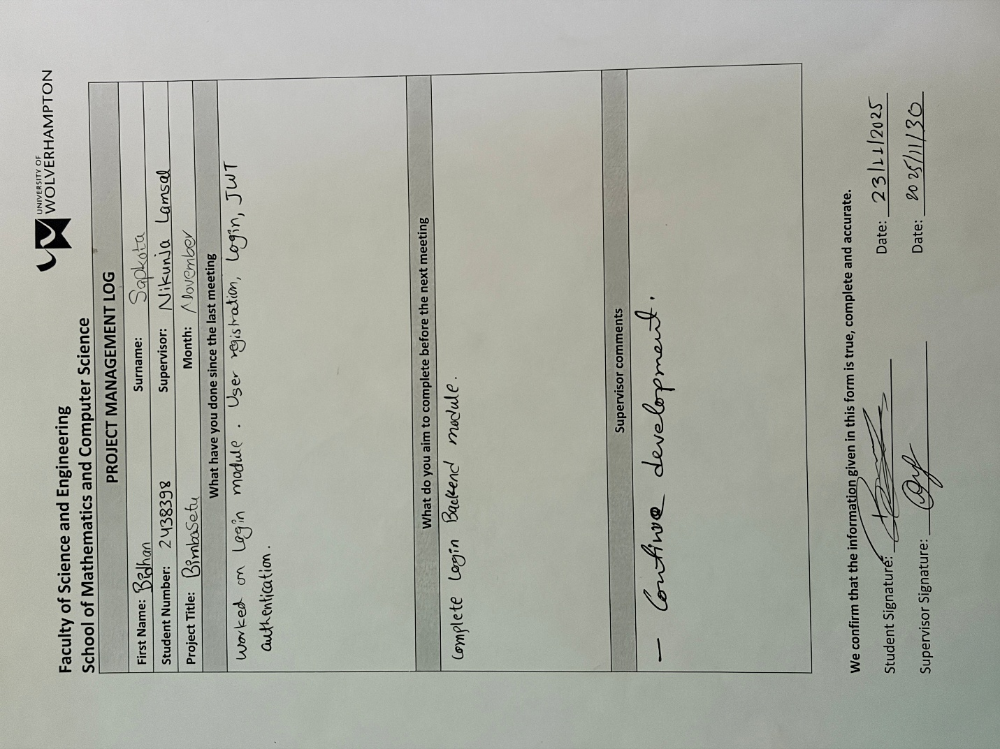 UNIVERSITY OF
WOLVERHAMPTON
Faculty of Science and Engineering
School of Mathematics and Computer Science
PROJECT MANAGEMENT LOG
First Name: Bidhan Surname: Sapkota
Student Number: 2438398 Supervisor: Nikunja Lamsal
Project Title: BimbaSetu Month: November
What have you done since the last meeting
Worked on Login module. User registration, Login, JWT
authentication.
What do you aim to complete before the next meeting
Complete Login Backend module.
Supervisor comments
— Continue development.
We confirm that the information given in this form is true, complete and accurate.
Student Signature: Date: 23/11/2025
Supervisor Signature: Date: 2025/11/30